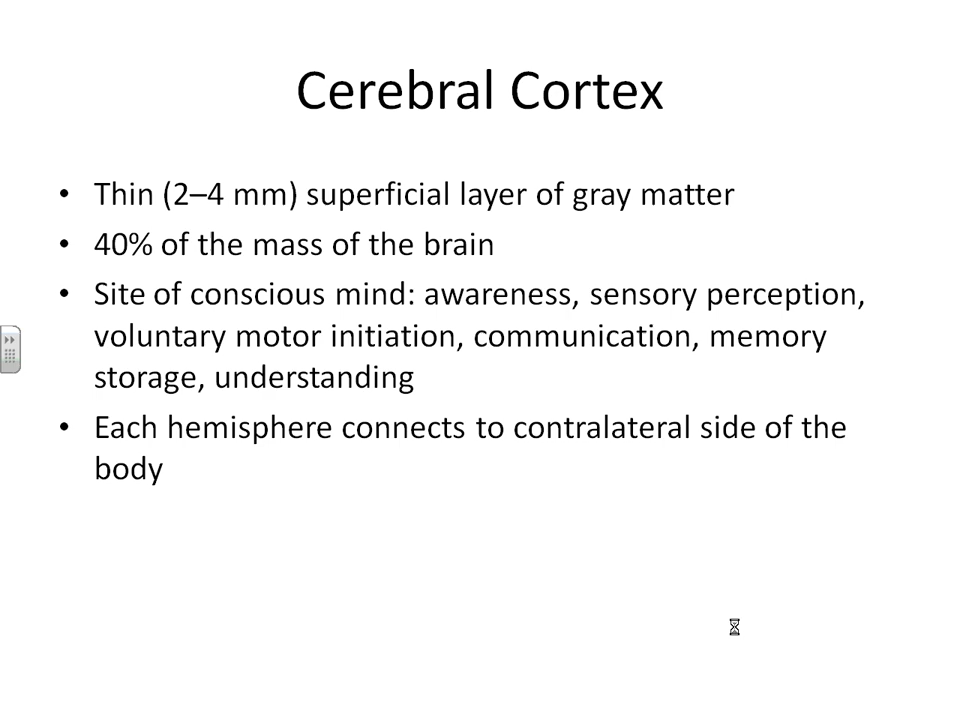 Cerebral Cortex
• Thin (2–4 mm) superficial layer of gray matter
• 40% of the mass of the brain
• Site of conscious mind: awareness, sensory perception,
voluntary motor initiation, communication, memory
storage, understanding
• Each hemisphere connects to contralateral side of the
body